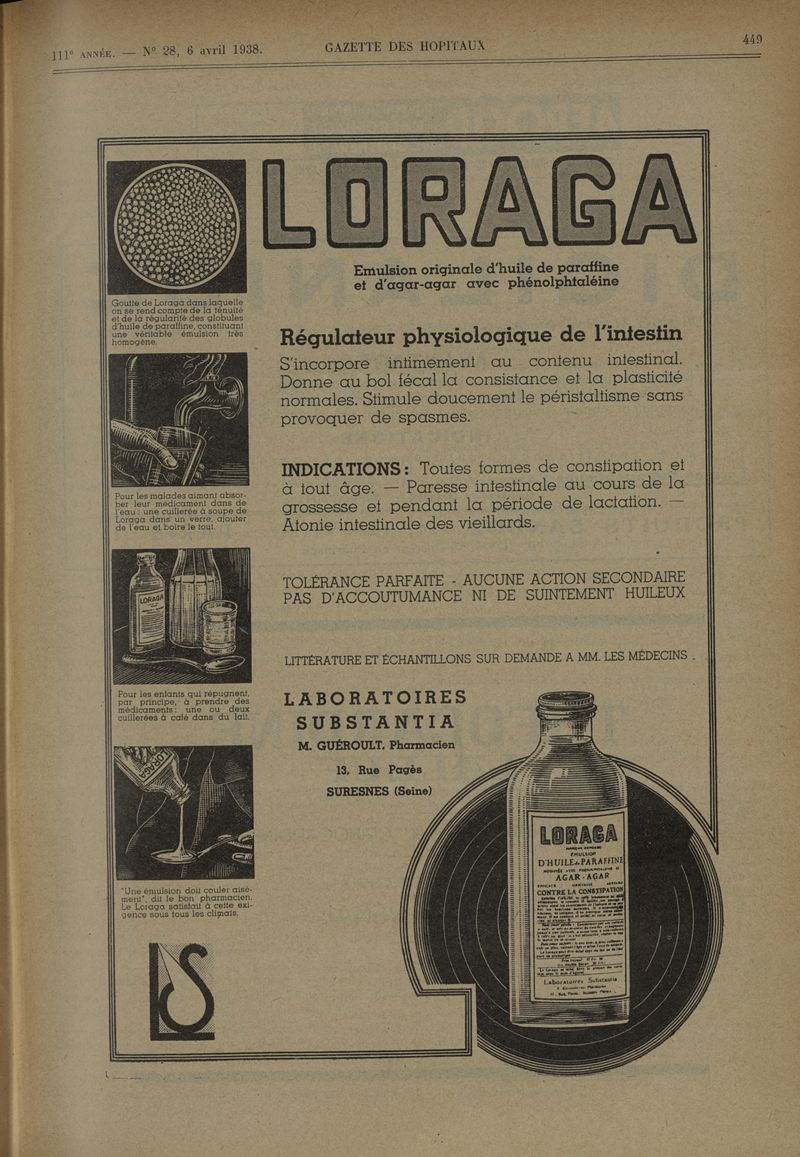 111e ANNÉE. — No 28, 6 avril 1938.
GAZETTE DES HOPITAUX
449
LORAGA
Emulsion originale d'huile de paraffine
et d'agar-agar avec phénolphtaléine
Goutte de Loraga dans laquelle
on se rend compte de la ténuité
et de la régularité des globules
d'huile de paraffine, constituant
une véritable émulsion très
homogène.
Régulateur physiologique de l'intestin
S'incorpore intimement au contenu intestinal.
Donne au bol fécal la consistance et la plasticité
normales. Stimule doucement le péristaltisme sans
provoquer de spasmes.
Pour les malades aimant absor-
ber leur médicament dans de
l'eau : une cuillerée à soupe de
Loraga dans un verre, ajouter
de l'eau et boire le tout.
INDICATIONS : Toutes formes de constipation et
à tout âge. — Paresse intestinale au cours de la
grossesse et pendant la période de lactation. —
Atonie intestinale des vieillards.
LORAGA
TOLÉRANCE PARFAITE - AUCUNE ACTION SECONDAIRE
PAS D'ACCOUTUMANCE NI DE SUINTEMENT HUILEUX
Pour les enfants qui répugnent,
par principe, à prendre des
médicaments : une ou deux
cuillerées à café dans du lait.
LITTÉRATURE ET ÉCHANTILLONS SUR DEMANDE A MM. LES MÉDECINS .
LABORATOIRES
SUBSTANTIA
M. GUÉROULT, Pharmacien
13, Rue Pagès
SURESNES (Seine)
LORAGA
"Une émulsion doit couler aisé-
ment", dit le bon pharmacien.
Le Loraga satisfait à cette exi-
gence sous tous les climats.
LS
LORAGA
EMULSION
D'HUILE DE PARAFFINE
AGAR-AGAR
CONTRE LA CONSTIPATION
Laboratoires Substantia